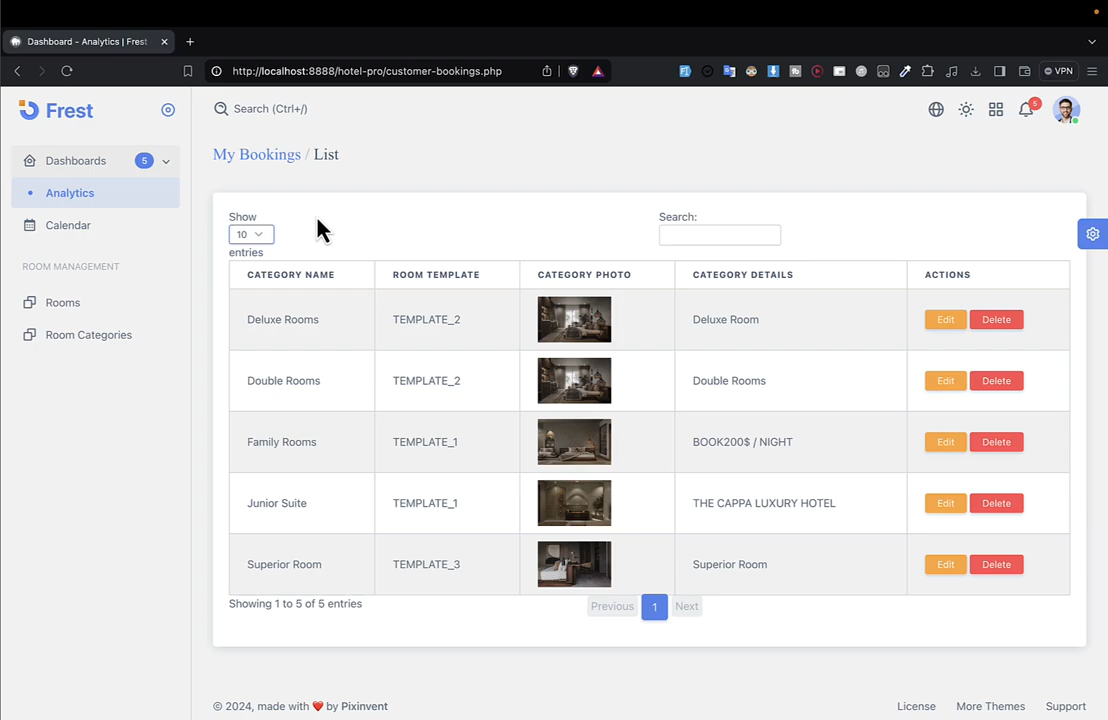 Dashboard - Analytics | Frest
http://localhost:8888/hotel-pro/customer-bookings.php
VPN
Frest
Search (Ctrl+/)
5
Dashboards
5
Analytics
Calendar
ROOM MANAGEMENT
Rooms
Room Categories
My Bookings / List
Show
10
entries
Search:
CATEGORY NAME ROOM TEMPLATE CATEGORY PHOTO CATEGORY DETAILS ACTIONS
Deluxe Rooms TEMPLATE_2 Deluxe Room Edit Delete
Double Rooms TEMPLATE_2 Double Rooms Edit Delete
Family Rooms TEMPLATE_1 BOOK200$ / NIGHT Edit Delete
Junior Suite TEMPLATE_1 THE CAPPA LUXURY HOTEL Edit Delete
Superior Room TEMPLATE_3 Superior Room Edit Delete
Showing 1 to 5 of 5 entries Previous 1 Next
© 2024, made with ❤️ by Pixinvent License More Themes Support